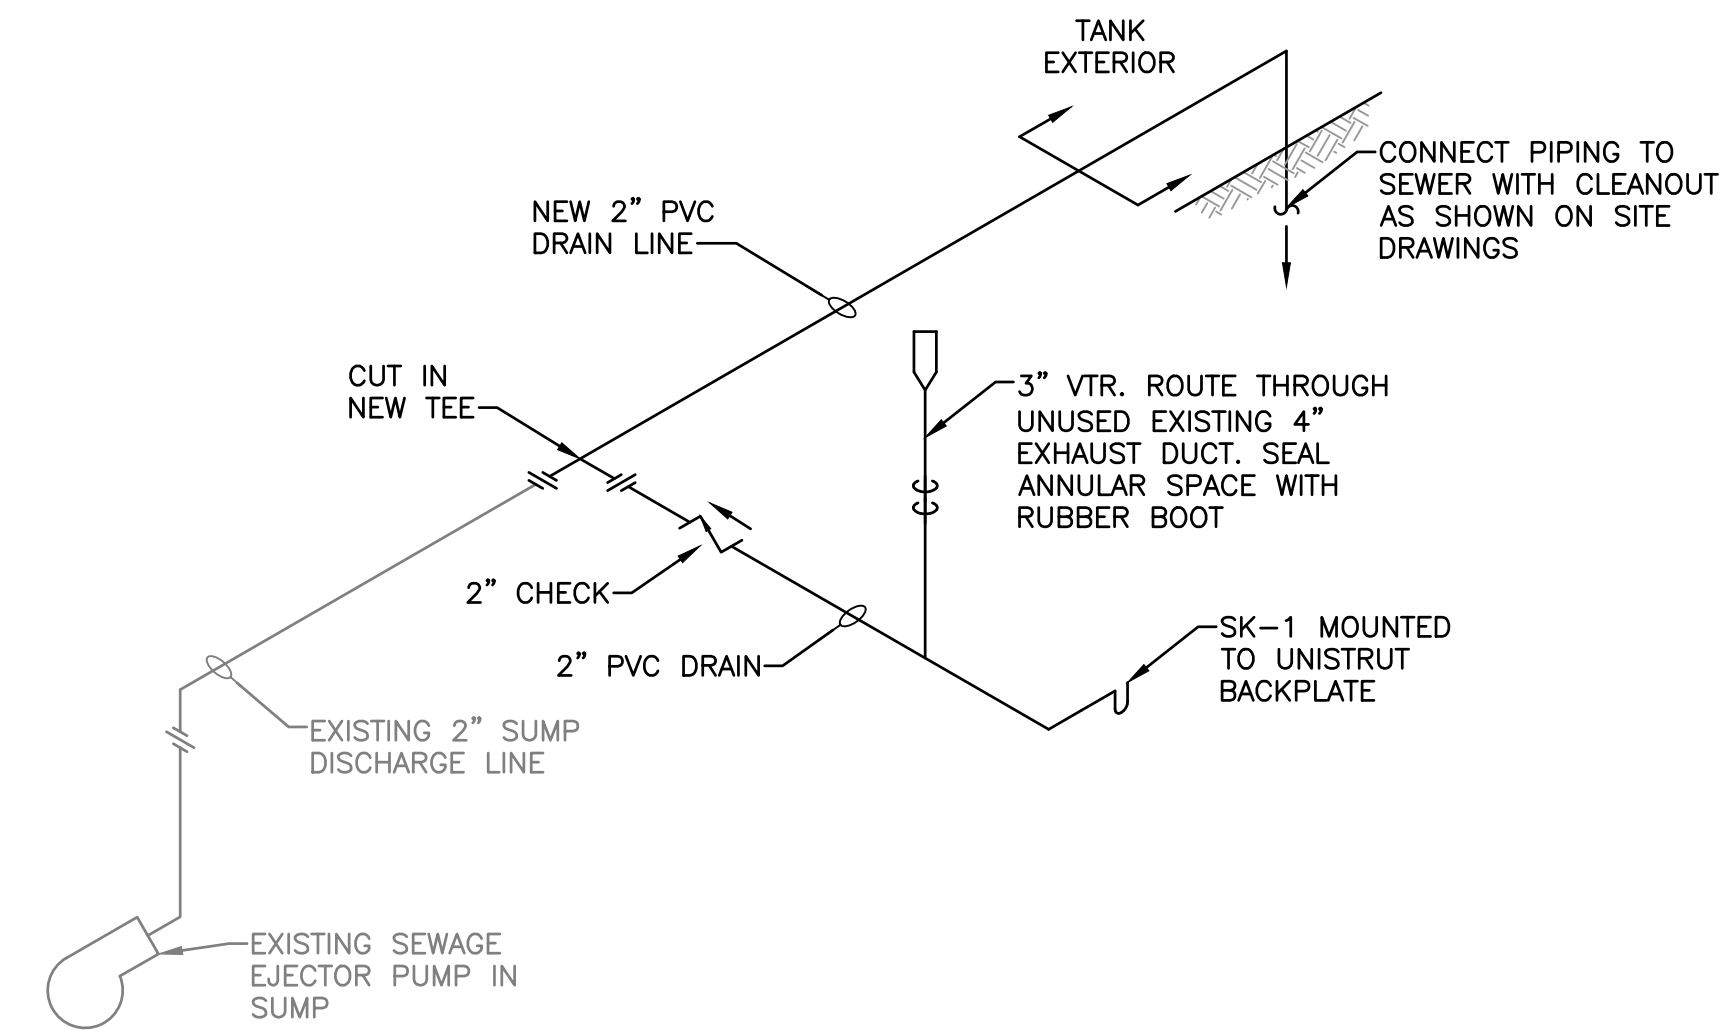 TANK
EXTERIOR
CONNECT PIPING TO
SEWER WITH CLEANOUT
AS SHOWN ON SITE
DRAWINGS
NEW 2” PVC
DRAIN LINE
CUT IN
NEW TEE
3” VTR. ROUTE THROUGH
UNUSED EXISTING 4”
EXHAUST DUCT. SEAL
ANNULAR SPACE WITH
RUBBER BOOT
2” CHECK
2” PVC DRAIN
SK-1 MOUNTED
TO UNISTRUT
BACKPLATE
EXISTING 2” SUMP
DISCHARGE LINE
EXISTING SEWAGE
EJECTOR PUMP IN
SUMP